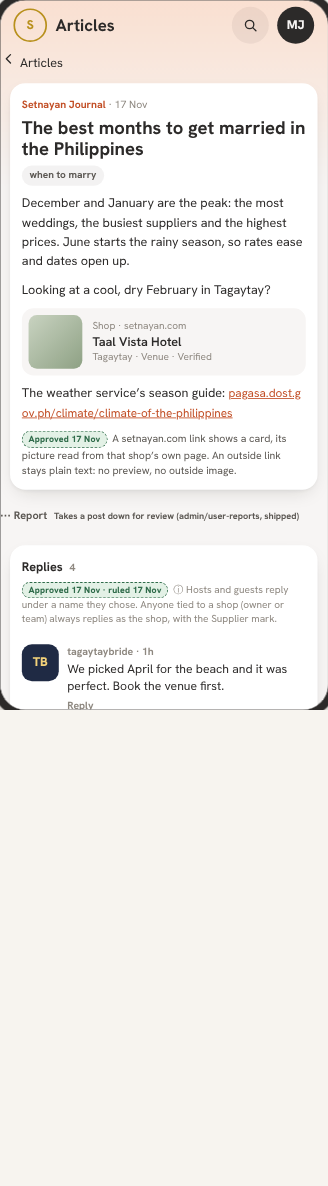 S Articles MJ
Articles
Setnayan Journal · 17 Nov
The best months to get married in
the Philippines
when to marry
December and January are the peak: the most
weddings, the busiest suppliers and the highest
prices. June starts the rainy season, so rates ease
and dates open up.
Looking at a cool, dry February in Tagaytay?
Shop · setnayan.com
Taal Vista Hotel
Tagaytay · Venue · Verified
The weather service’s season guide: pagasa.dost.g
ov.ph/climate/climate-of-the-philippines
Approved 17 Nov A setnayan.com link shows a card, its
picture read from that shop’s own page. An outside link
stays plain text: no preview, no outside image.
··· Report Takes a post down for review (admin/user-reports, shipped)
Replies 4
Approved 17 Nov · ruled 17 Nov ⓘ Hosts and guests reply
under a name they chose. Anyone tied to a shop (owner or
team) always replies as the shop, with the Supplier mark.
TB
tagaytaybride · 1h
We picked April for the beach and it was
perfect. Book the venue first.
Reply